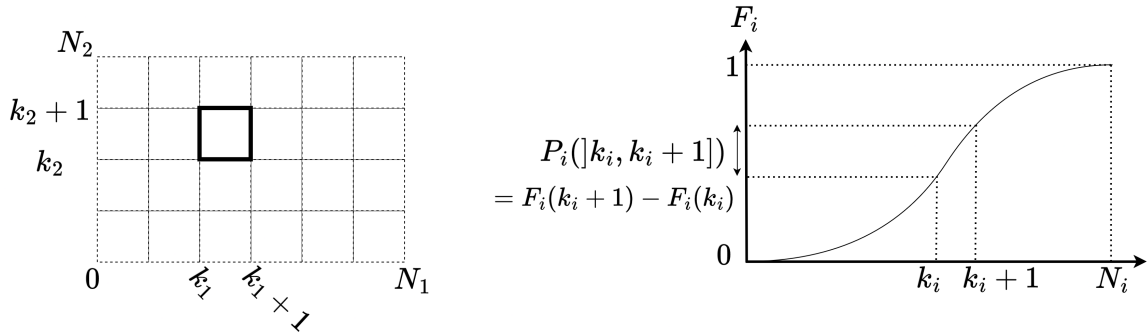 N_2
k_2 + 1
k_2
0
k_1
k_1 + 1
N_1
F_i
1
P_i(]k_i, k_i + 1])
= F_i(k_i + 1) − F_i(k_i)
0
k_i
k_i + 1
N_i